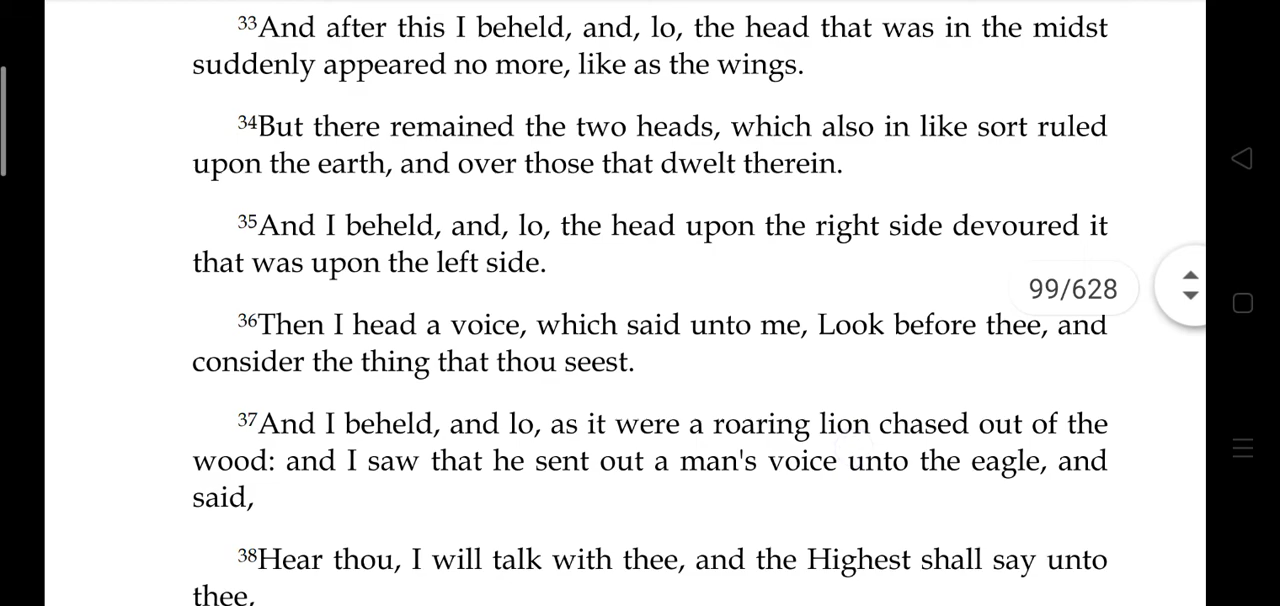 33And after this I beheld, and, lo, the head that was in the midst
suddenly appeared no more, like as the wings.
34But there remained the two heads, which also in like sort ruled
upon the earth, and over those that dwelt therein.
35And I beheld, and, lo, the head upon the right side devoured it
that was upon the left side.
99/628
36Then I head a voice, which said unto me, Look before thee, and
consider the thing that thou seest.
37And I beheld, and lo, as it were a roaring lion chased out of the
wood: and I saw that he sent out a man's voice unto the eagle, and
said,
38Hear thou, I will talk with thee, and the Highest shall say unto
thee,